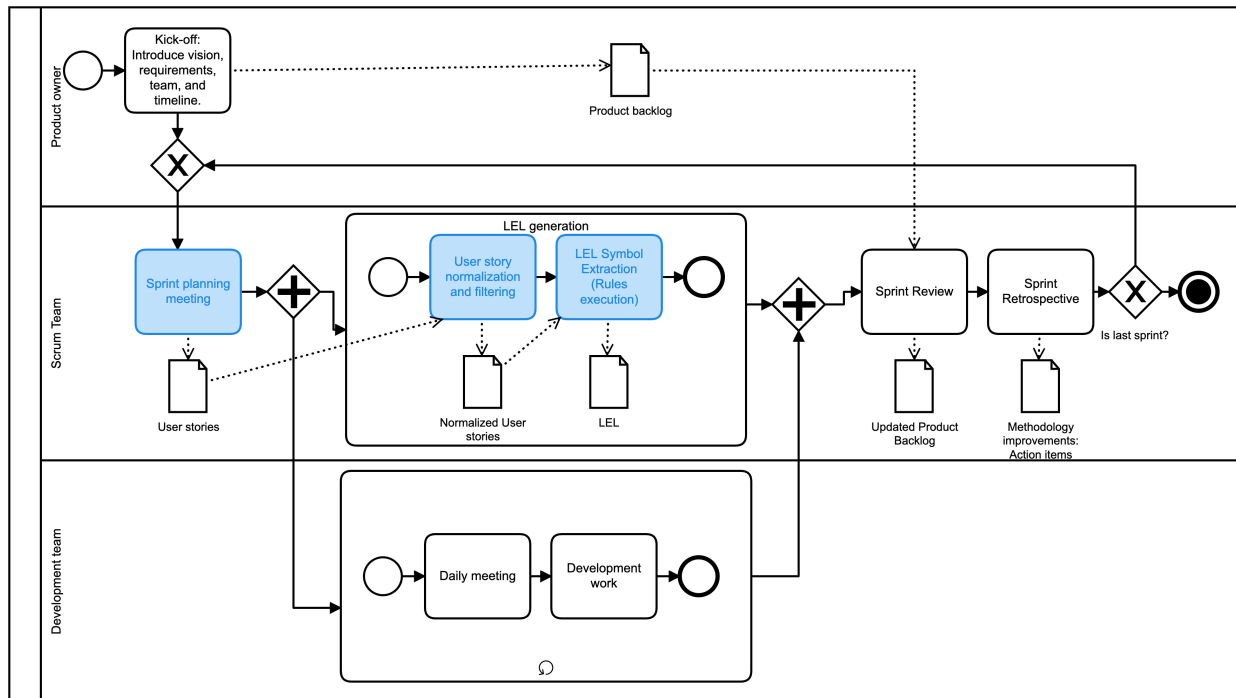 Product owner
Kick-off:
Introduce vision,
requirements,
team, and
timeline.
Product backlog
X
Scrum Team
Sprint planning
meeting
User stories
LEL generation
User story
normalization
and filtering
LEL Symbol
Extraction
(Rules
execution)
Normalized User
stories
LEL
Sprint Review
Sprint
Retrospective
X
Is last sprint?
Updated Product
Backlog
Methodology
improvements:
Action items
Development team
Daily meeting
Development
work